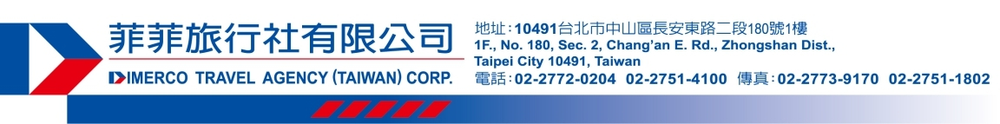 菲菲旅行社有限公司
DIMERCO TRAVEL AGENCY (TAIWAN) CORP.
地址：10491台北市中山區長安東路二段180號1樓
1F., No. 180, Sec. 2, Chang'an E. Rd., Zhongshan Dist.,
Taipei City 10491, Taiwan
電話：02-2772-0204 02-2751-4100 傳真：02-2773-9170 02-2751-1802